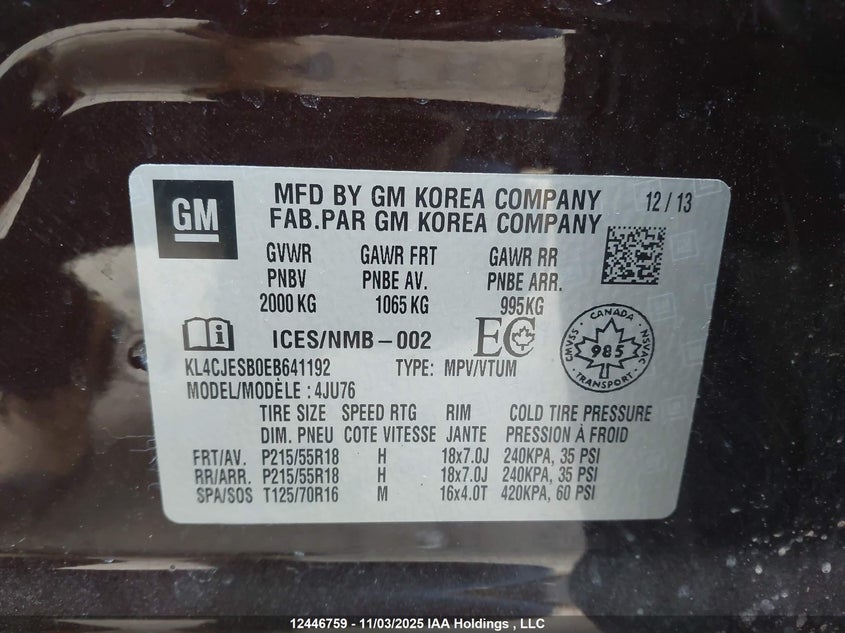 GM
MFD BY GM KOREA COMPANY 12/13
FAB.PAR GM KOREA COMPANY
GVWR GAWR FRT GAWR RR
PNBV PNBE AV. PNBE ARR.
2000 KG 1065 KG 995KG
ICES/NMB-002 EC
CANADA
CMVSS 985 NSVAC
TRANSPORT
KL4CJESB0EB641192 TYPE: MPV/VTUM
MODEL/MODÈLE : 4JU76
TIRE SIZE SPEED RTG RIM COLD TIRE PRESSURE
DIM. PNEU COTE VITESSE JANTE PRESSION À FROID
FRT/AV. P215/55R18 H 18x7.0J 240KPA, 35 PSI
RR/ARR. P215/55R18 H 18x7.0J 240KPA, 35 PSI
SPA/SOS T125/70R16 M 16x4.0T 420KPA, 60 PSI
12446759 - 11/03/2025 IAA Holdings , LLC